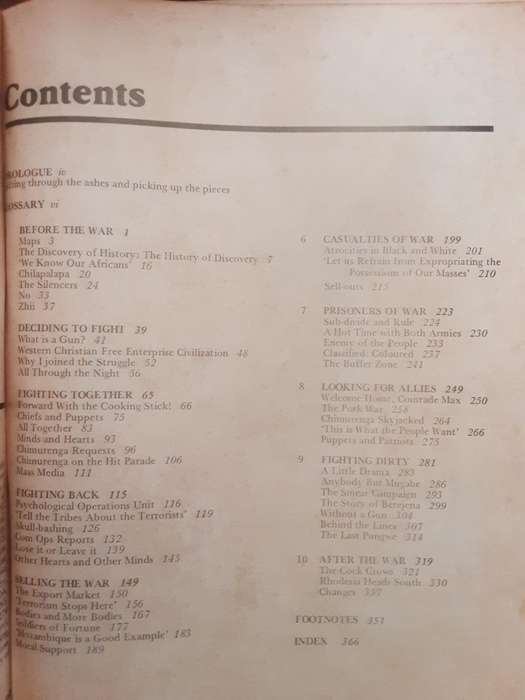 Contents
PROLOGUE iv
through the ashes and picking up the pieces
GLOSSARY vi
BEFORE THE WAR 1
Maps 3
The Discovery of History: The History of Discovery 7
'We Know Our Africans' 16
Chilapalapa 20
The Silencers 24
No 33
Zhii 37
DECIDING TO FIGHT 39
What is a Gun? 41
Western Christian Free Enterprise Civilization 48
Why I joined the Struggle 52
All Through the Night 56
FIGHTING TOGETHER 65
Forward With the Cooking Stick! 66
Chiefs and Puppets 75
All Together 83
Minds and Hearts 93
Chimurenga Requests 96
Chimurenga on the Hit Parade 106
Mass Media 111
FIGHTING BACK 115
Psychological Operations Unit 116
'Tell the Tribes About the Terrorists' 119
Skull-bashing 126
Com Ops Reports 132
Lose it or Leave it 139
Other Hearts and Other Minds 145
SELLING THE WAR 149
The Export Market 150
'Terrorism Stops Here' 156
Bodies and More Bodies 167
Soldiers of Fortune 177
'Mozambique is a Good Example' 183
Moral Support 189
6 CASUALTIES OF WAR 199
Atrocities in Black and White 201
'Let us Refrain from Expropriating the
Possessions of Our Masses' 210
Sell-outs 215
7 PRISONERS OF WAR 223
Sub-divide and Rule 224
A Hot Time with Both Armies 230
Enemy of the People 233
Classified: Coloured 237
The Buffer Zone 241
8 LOOKING FOR ALLIES 249
Welcome Home, Comrade Max 250
The Pork War 258
Chimurenga Skyjacked 264
'This is What the People Want' 266
Puppets and Patriots 275
9 FIGHTING DIRTY 281
A Little Drama 283
Anybody But Mugabe 286
The Smear Campaign 293
The Story of Berejena 299
Without a Gun 304
Behind the Lines 307
The Last Pungwe 314
10 AFTER THE WAR 319
The Cock Crows 321
Rhodesia Heads South 330
Changes 337
FOOTNOTES 351
INDEX 366